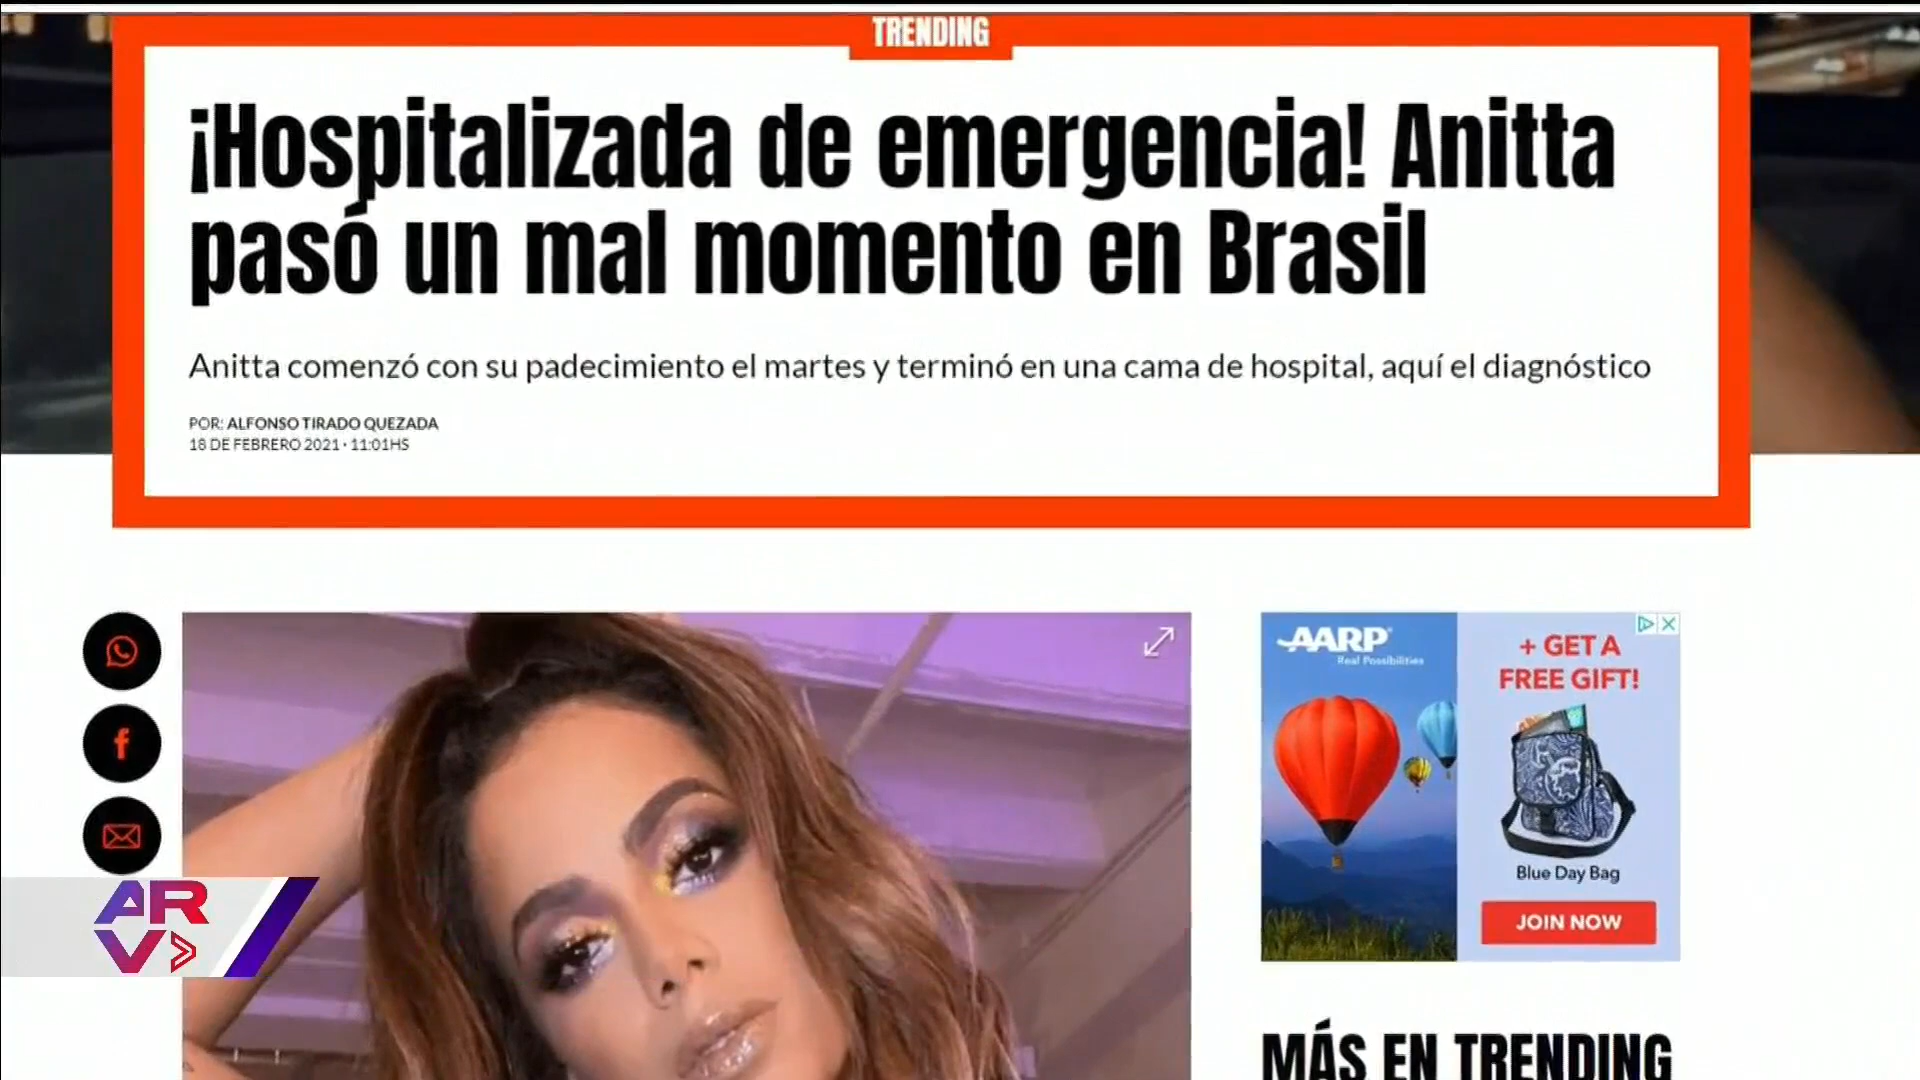 TRENDING
¡Hospitalizada de emergencia! Anitta
pasó un mal momento en Brasil
Anitta comenzó con su padecimiento el martes y terminó en una cama de hospital, aquí el diagnóstico
POR: ALFONSO TIRADO QUEZADA
18 DE FEBRERO 2021 • 11:01HS
AARP
Real Possibilities
+ GET A
FREE GIFT!
Blue Day Bag
JOIN NOW
ARV
MÁS EN TRENDING